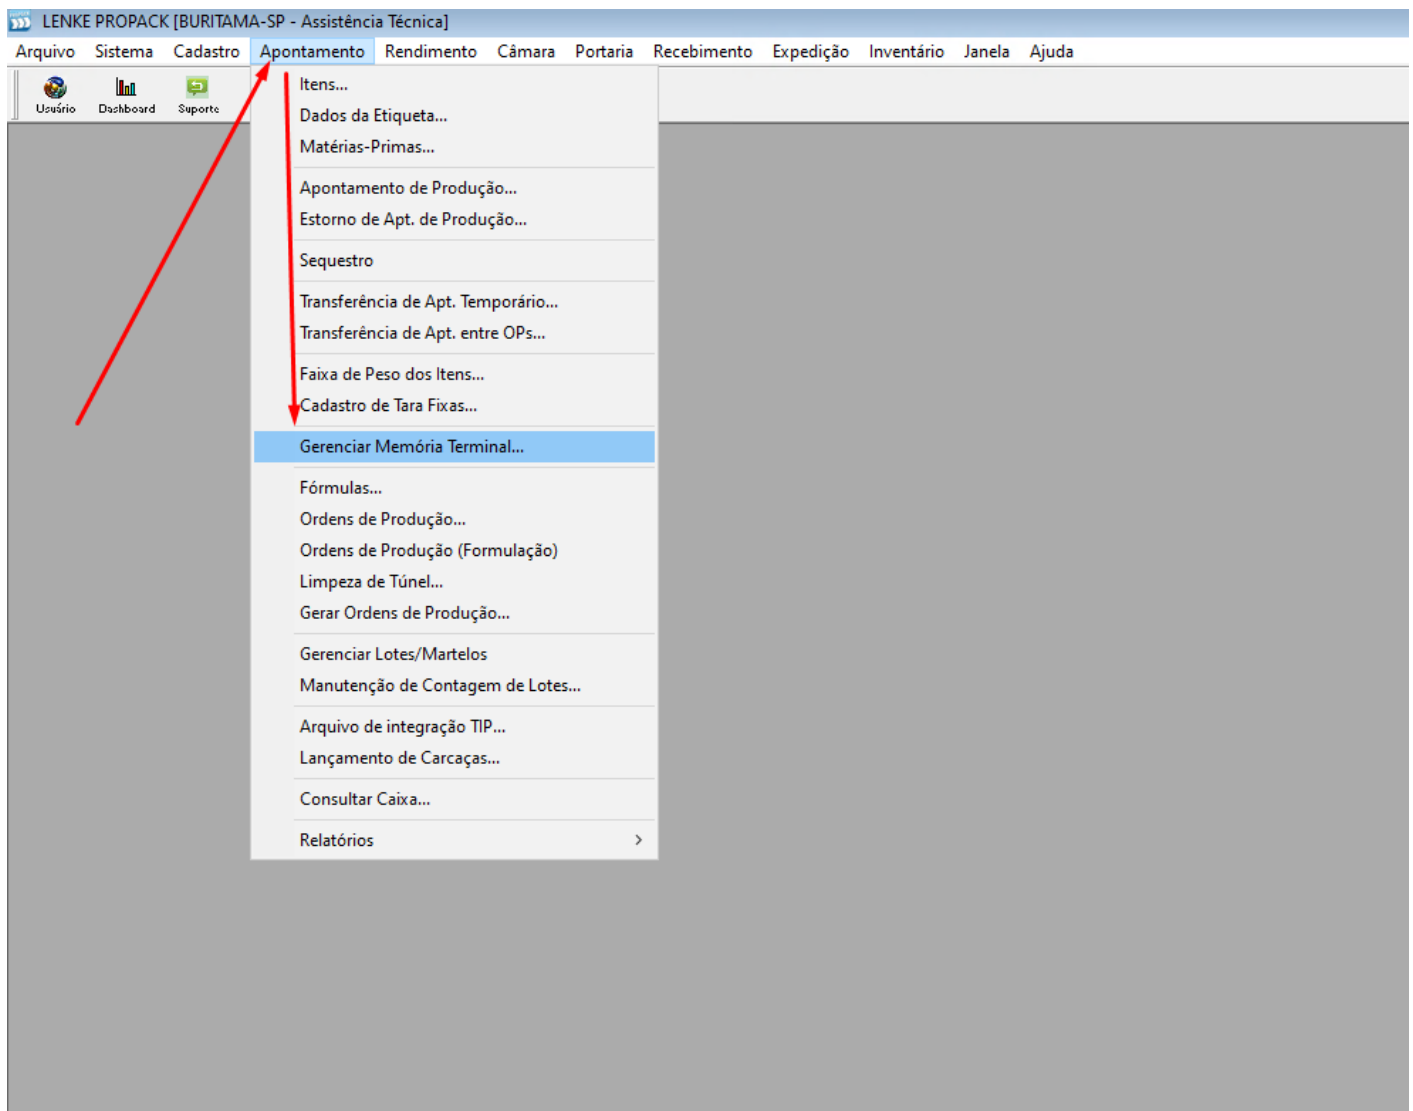 LENKE PROPACK [BURITAMA-SP - Assistência Técnica]
Arquivo Sistema Cadastro Apontamento Rendimento Câmara Portaria Recebimento Expedição Inventário Janela Ajuda
Usuário Dashboard Suporte
Itens...
Dados da Etiqueta...
Matérias-Primas...
Apontamento de Produção...
Estorno de Apt. de Produção...
Sequestro
Transferência de Apt. Temporário...
Transferência de Apt. entre OPs...
Faixa de Peso dos Itens...
Cadastro de Tara Fixas...
Gerenciar Memória Terminal...
Fórmulas...
Ordens de Produção...
Ordens de Produção (Formulação)
Limpeza de Túnel...
Gerar Ordens de Produção...
Gerenciar Lotes/Martelos
Manutenção de Contagem de Lotes...
Arquivo de integração TIP...
Lançamento de Carcaças...
Consultar Caixa...
Relatórios